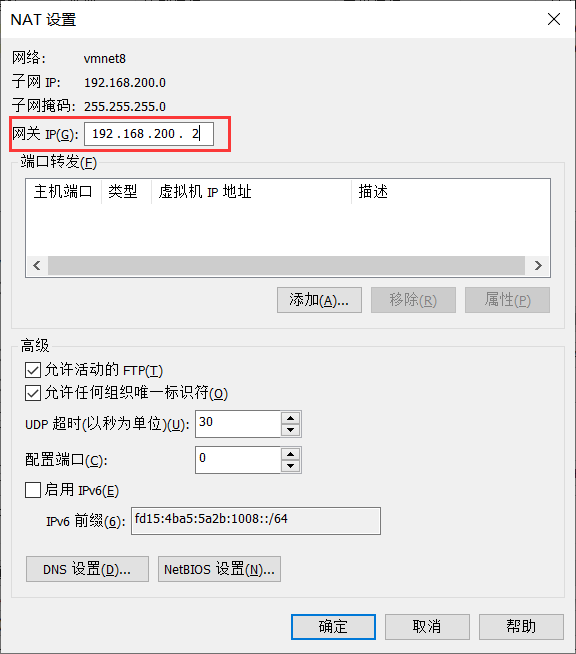 NAT 设置
网络: vmnet8
子网 IP: 192.168.200.0
子网掩码: 255.255.255.0
网关 IP(G): 192 . 168 . 200 . 2
端口转发(F)
主机端口 类型 虚拟机 IP 地址 描述
添加(A)... 移除(R) 属性(P)
高级
允许活动的 FTP(T)
允许任何组织唯一标识符(O)
UDP 超时(以秒为单位)(U): 30
配置端口(C): 0
启用 IPv6(E)
IPv6 前缀(6): fd15:4ba5:5a2b:1008::/64
DNS 设置(D)... NetBIOS 设置(N)...
确定 取消 帮助